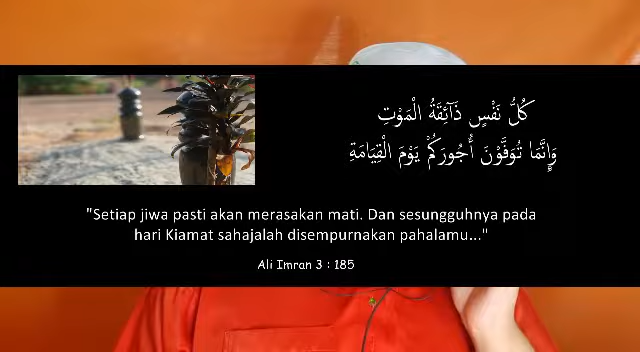 كُلُّ نَفْسٍ ذَآئِقَةُ الْمَوْتِ
وَإِنَّمَا تُوَفَّوْنَ أُجُورَكُمْ يَوْمَ الْقِيَامَةِ
"Setiap jiwa pasti akan merasakan mati. Dan sesungguhnya pada
hari Kiamat sahajalah disempurnakan pahalamu..."
Ali Imran 3 : 185